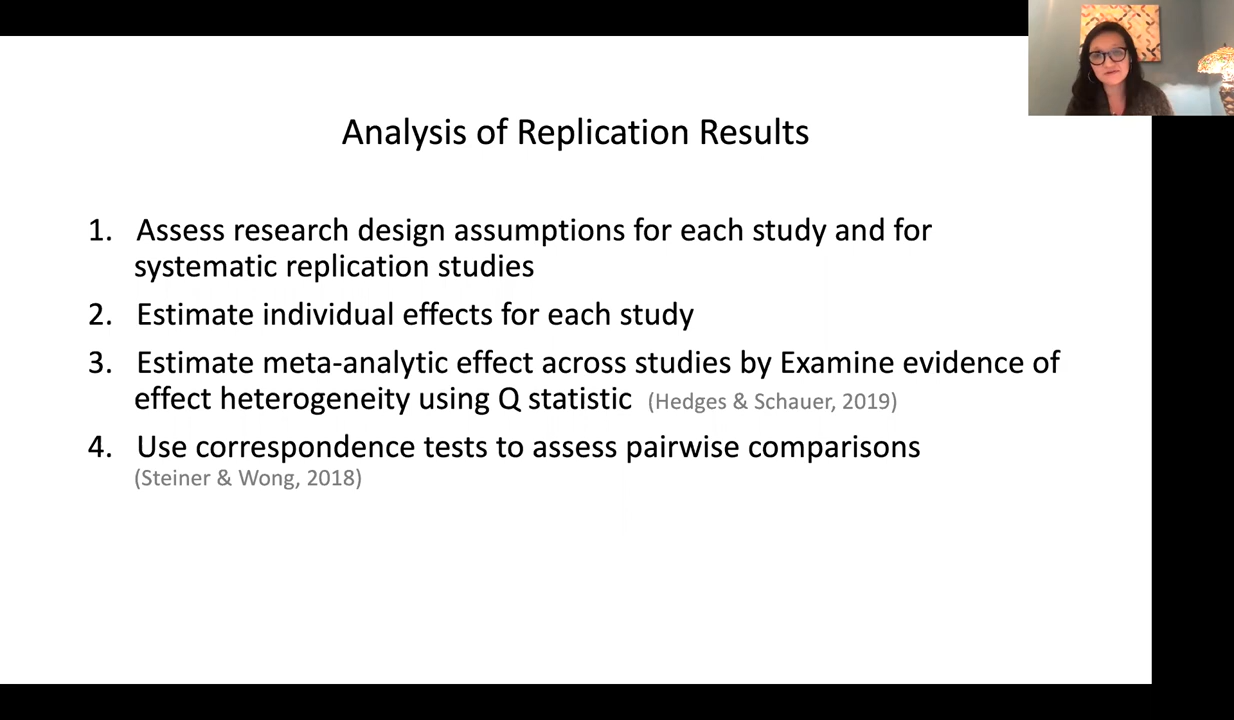 Analysis of Replication Results
1. Assess research design assumptions for each study and for
systematic replication studies
2. Estimate individual effects for each study
3. Estimate meta-analytic effect across studies by Examine evidence of
effect heterogeneity using Q statistic (Hedges & Schauer, 2019)
4. Use correspondence tests to assess pairwise comparisons
(Steiner & Wong, 2018)